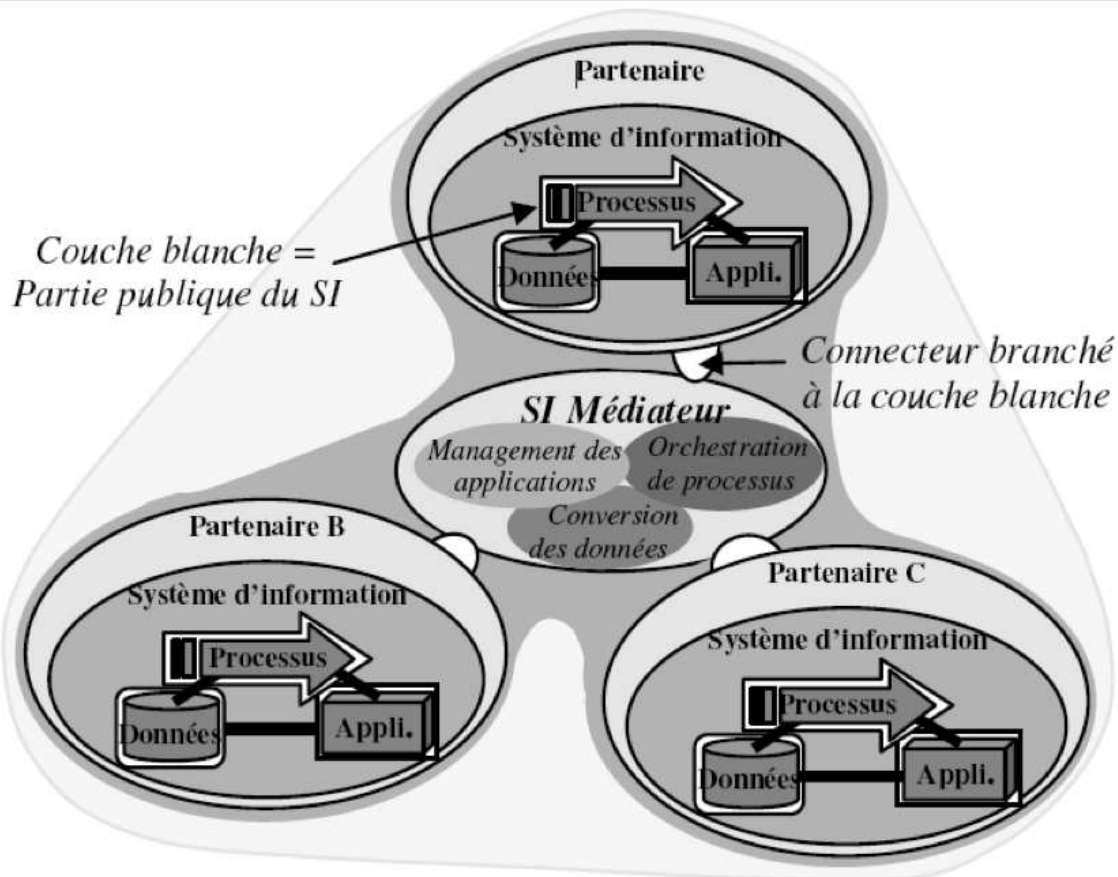 Partenaire
Système d'information
Processus
Données
Appli.
Couche blanche =
Partie publique du SI
Connecteur branché
à la couche blanche
SI Médiateur
Management des
applications
Orchestration
de processus
Conversion
des données
Partenaire B
Système d'information
Processus
Données
Appli.
Partenaire C
Système d'information
Processus
Données
Appli.